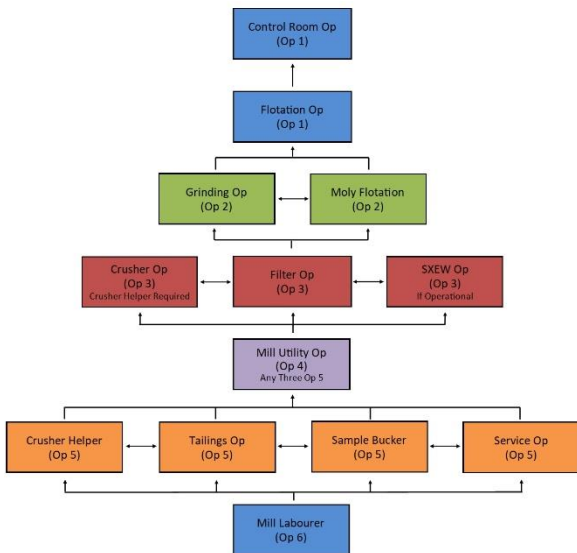 Control Room Op
(Op 1)
Flotation Op
(Op 1)
Grinding Op
(Op 2)
Moly Flotation
(Op 2)
Crusher Op
(Op 3)
Crusher Helper Required
Filter Op
(Op 3)
SXEW Op
(Op 3)
If Operational
Mill Utility Op
(Op 4)
Any Three Op 5
Crusher Helper
(Op 5)
Tailings Op
(Op 5)
Sample Bucker
(Op 5)
Service Op
(Op 5)
Mill Labourer
(Op 6)